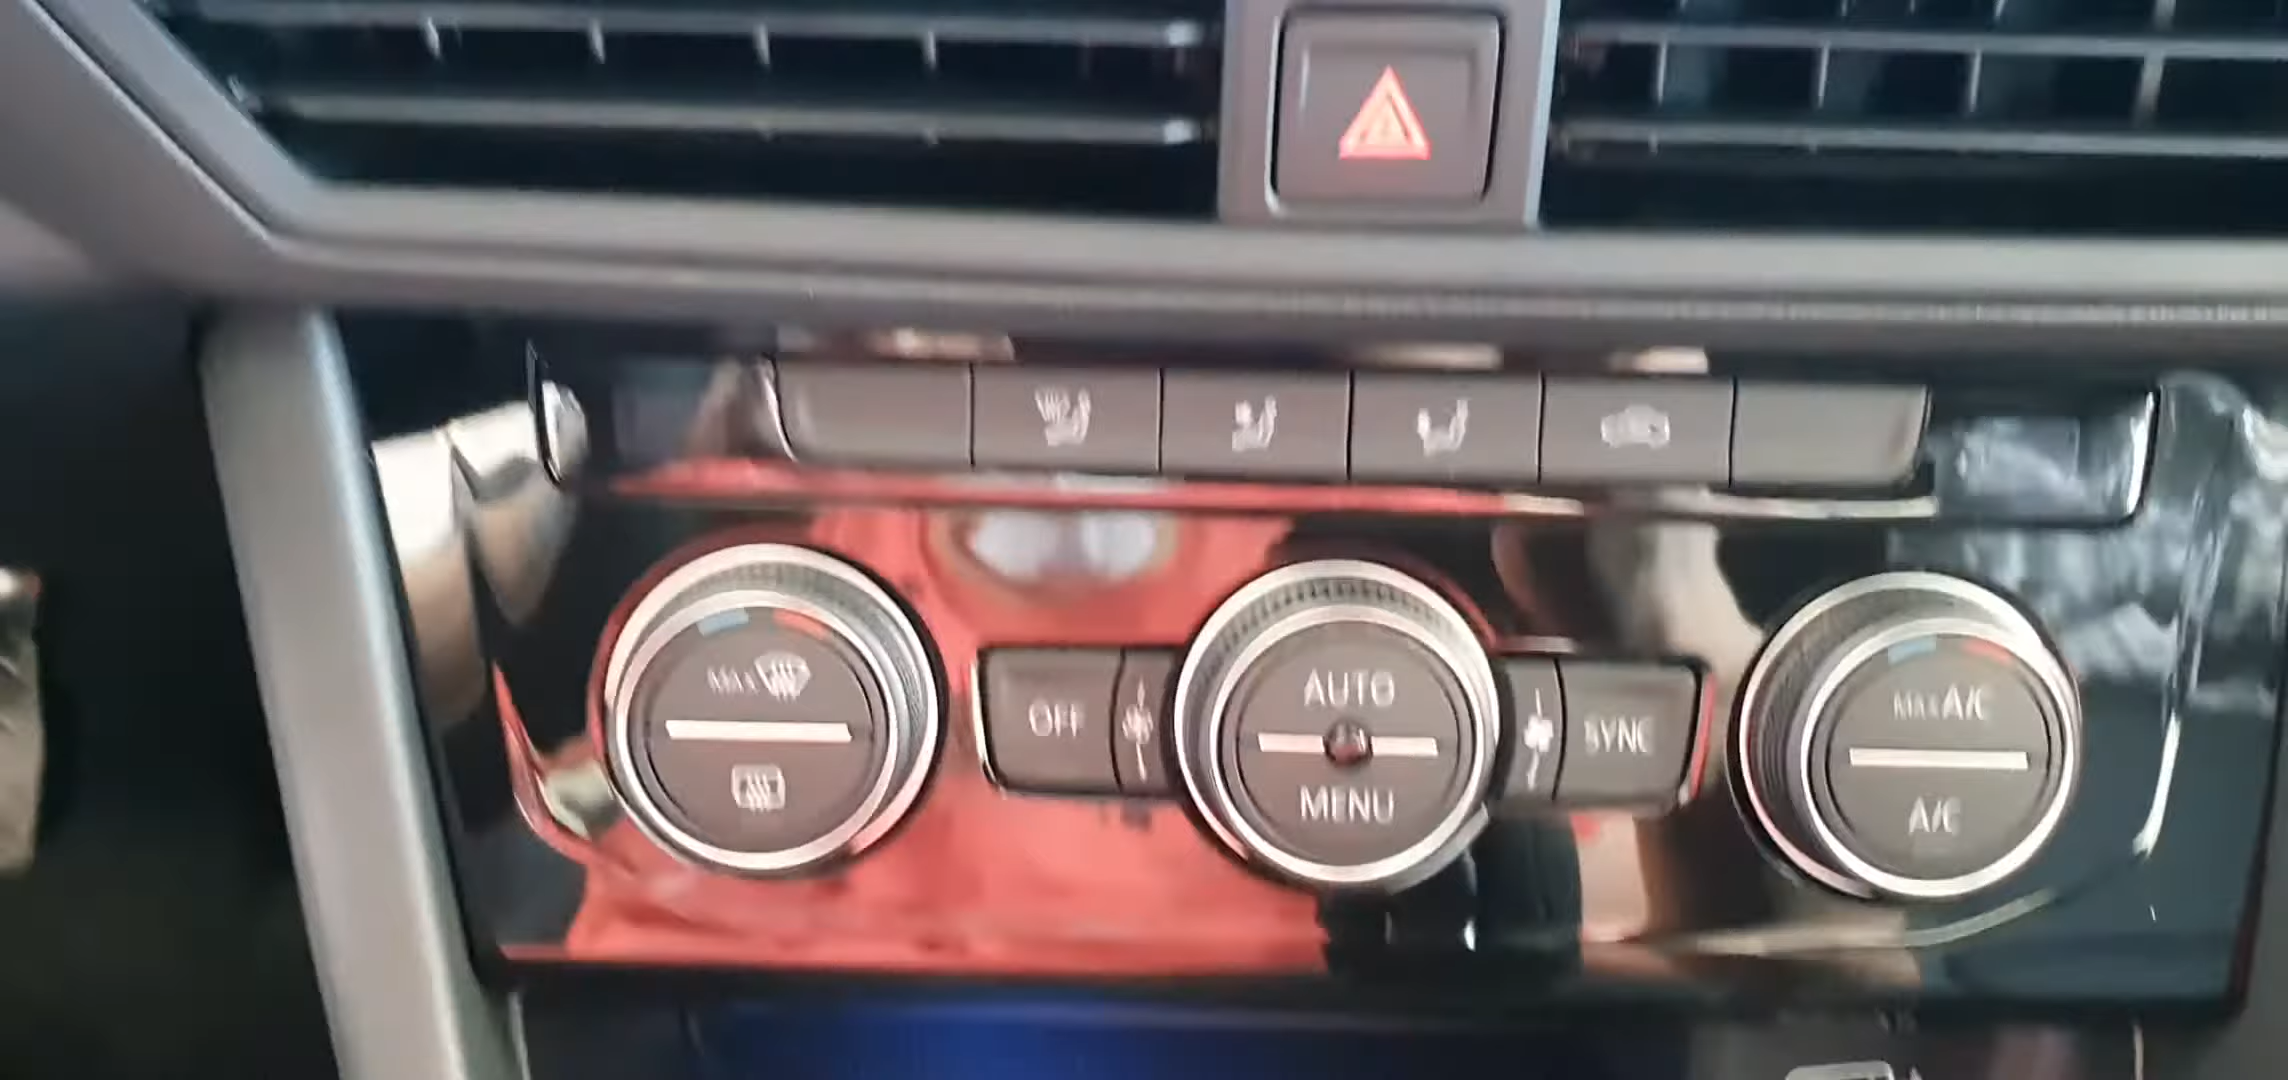 MAX
OFF
AUTO
MENU
SYNC
MAX A/C
A/C